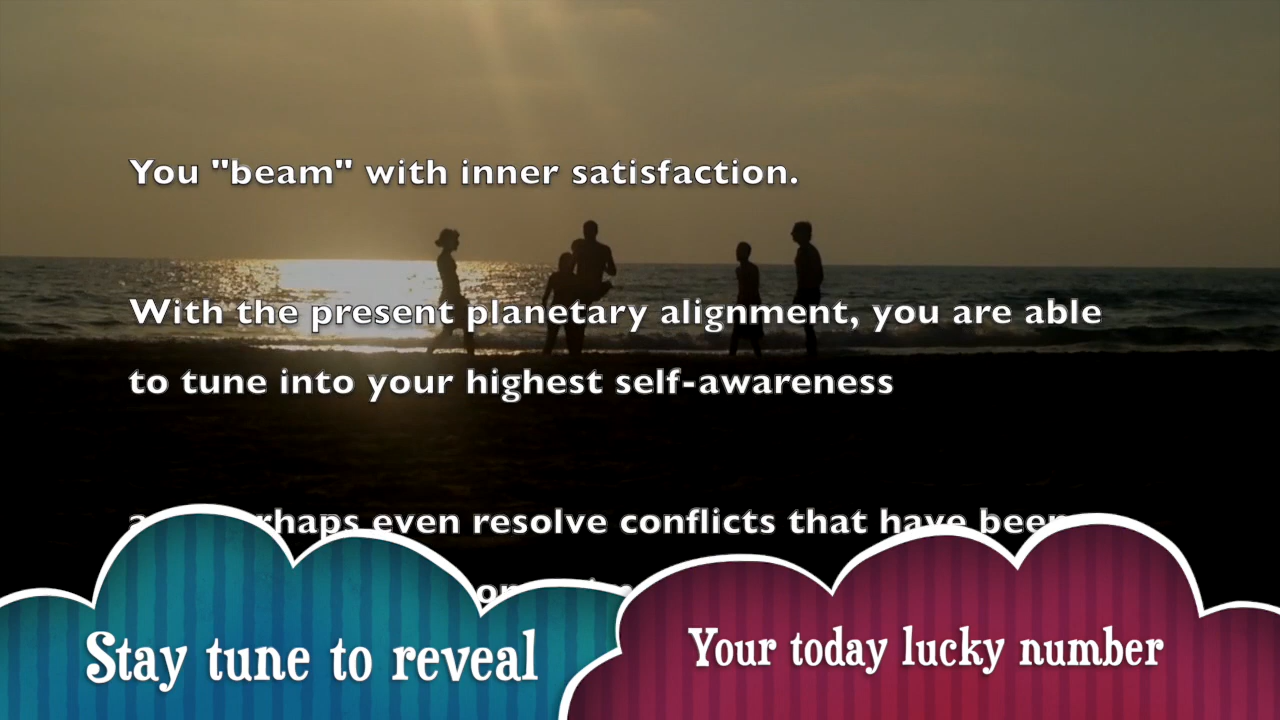 You "beam" with inner satisfaction.
With the present planetary alignment, you are able
to tune into your highest self-awareness
even resolve conflicts that have been
Stay tune to reveal
Your today lucky number